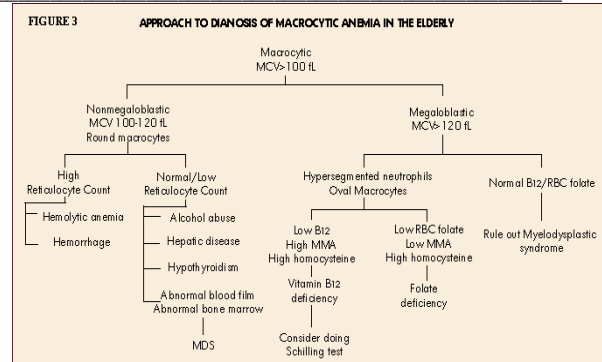 FIGURE 3
APPROACH TO DIANOSIS OF MACROCYTIC ANEMIA IN THE ELDERLY
Macrocytic
MCV>100 fL
Nonmegaloblastic
MCV 100-120 fL
Round macrocytes
Megaloblastic
MCV>120 fL
High
Reticulocyte Count
Hemolytic anemia
Hemorrhage
Normal/Low
Reticulocyte Count
Alcohol abuse
Hepatic disease
Hypothyroidism
Abnormal blood film
Abnormal bone marrow
MDS
Hypersegmented neutrophils
Oval Macrocytes
Low B12
High MMA
High homocysteine
Vitamin B12
deficiency
Consider doing
Schilling test
Low RBC folate
Low MMA
High homocysteine
Folate
deficiency
Normal B12/RBC folate
Rule out Myelodysplastic
syndrome